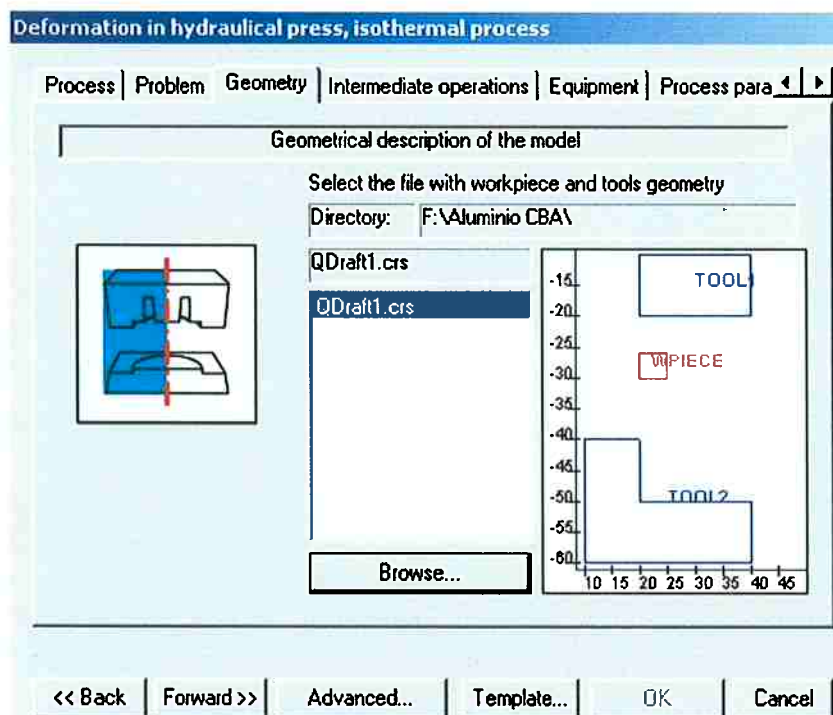 Deformation in hydraulical press, isothermal process
Process Problem Geometry Intermediate operations Equipment Process para
Geometrical description of the model
Select the file with workpiece and tools geometry
Directory: F:\Aluminio CBA\
QDraft1.crs
QDraft1.crs
Browse...
-15
-20
-25
-30
-35
-40
-45
-50
-55
-60
TOOL1
WPIECE
TOOL2
10 15 20 25 30 35 40 45
<< Back Forward >> Advanced... Template... OK Cancel